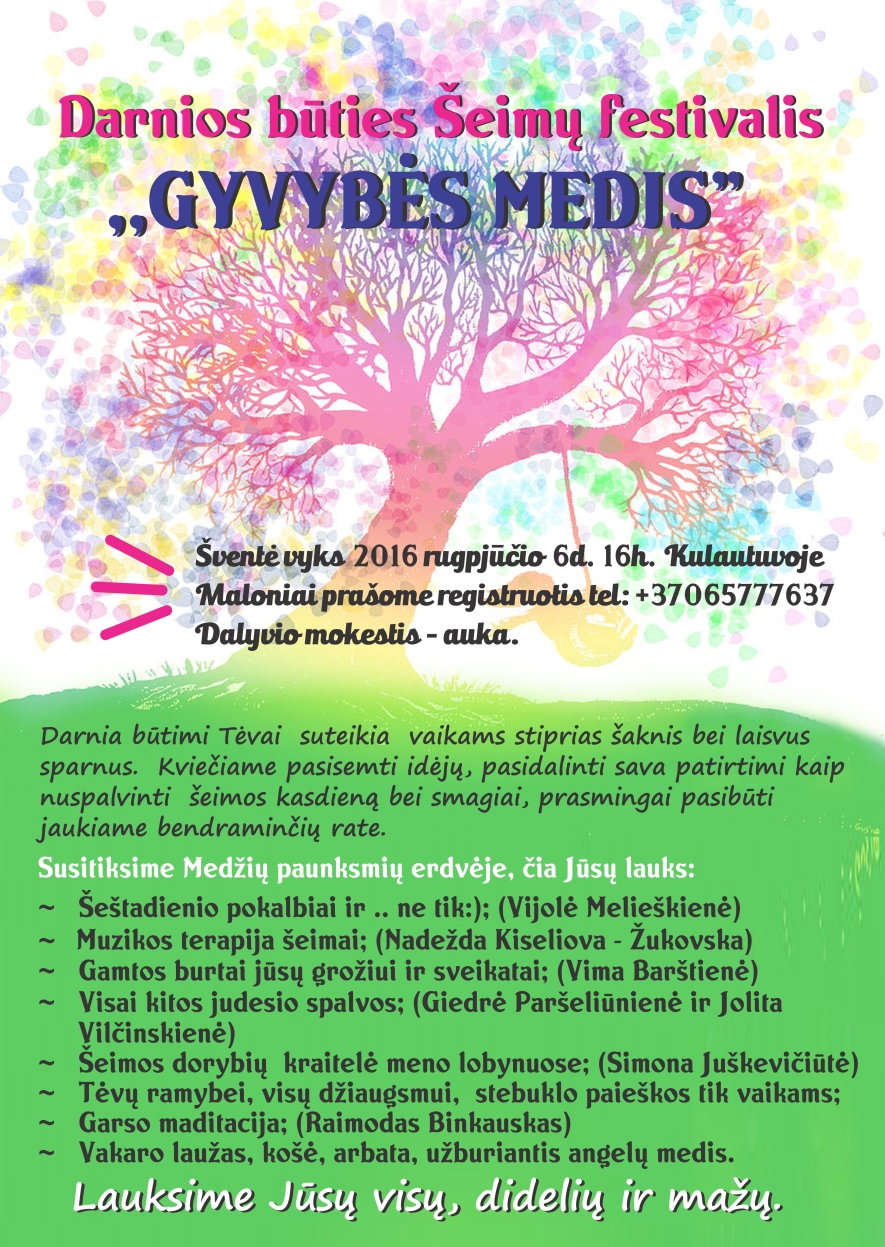 Darnios būties Šeimų festivalis
,,GYVYBĖS MEDIS”
Šventė vyks 2016 rugpjūčio 6d. 16h. Kulautuvoje
Maloniai prašome registruotis tel: +37065777637
Dalyvio mokestis - auka.
Darnia būtimi Tėvai suteikia vaikams stiprias šaknis bei laisvus
sparnus. Kviečiame pasisemti idėjų, pasidalinti sava patirtimi kaip
nuspalvinti šeimos kasdieną bei smagiai, prasmingai pasibūti
jaukiame bendraminčių rate.
Susitiksime Medžių paunksmių erdvėje, čia Jūsų lauks:
~ Šeštadienio pokalbiai ir .. ne tik:); (Vijolė Melieškienė)
~ Muzikos terapija šeimai; (Nadežda Kiseliova - Žukovska)
~ Gamtos burtai jūsų grožiui ir sveikatai; (Vima Barštienė)
~ Visai kitos judesio spalvos; (Giedrė Paršeliūnienė ir Jolita
Vilčinskienė)
~ Šeimos dorybių kraitelė meno lobynuose; (Simona Juškevičiūtė)
~ Tėvų ramybei, visų džiaugsmui, stebuklo paieškos tik vaikams;
~ Garso maditacija; (Raimodas Binkauskas)
~ Vakaro laužas, košė, arbata, užburiantis angelų medis.
Lauksime Jūsų visų, didelių ir mažų.